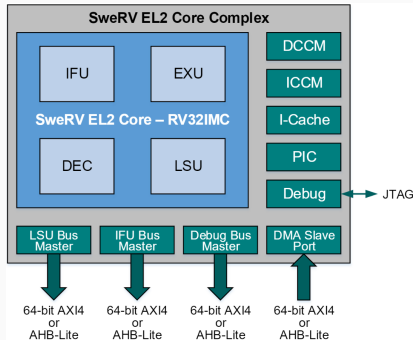 SweRV EL2 Core Complex
IFU
EXU
SweRV EL2 Core – RV32IMC
DEC
LSU
DCCM
ICCM
I-Cache
PIC
Debug
JTAG
LSU Bus
Master
IFU Bus
Master
Debug Bus
Master
DMA Slave
Port
64-bit AXI4
or
AHB-Lite
64-bit AXI4
or
AHB-Lite
64-bit AXI4
or
AHB-Lite
64-bit AXI4
or
AHB-Lite